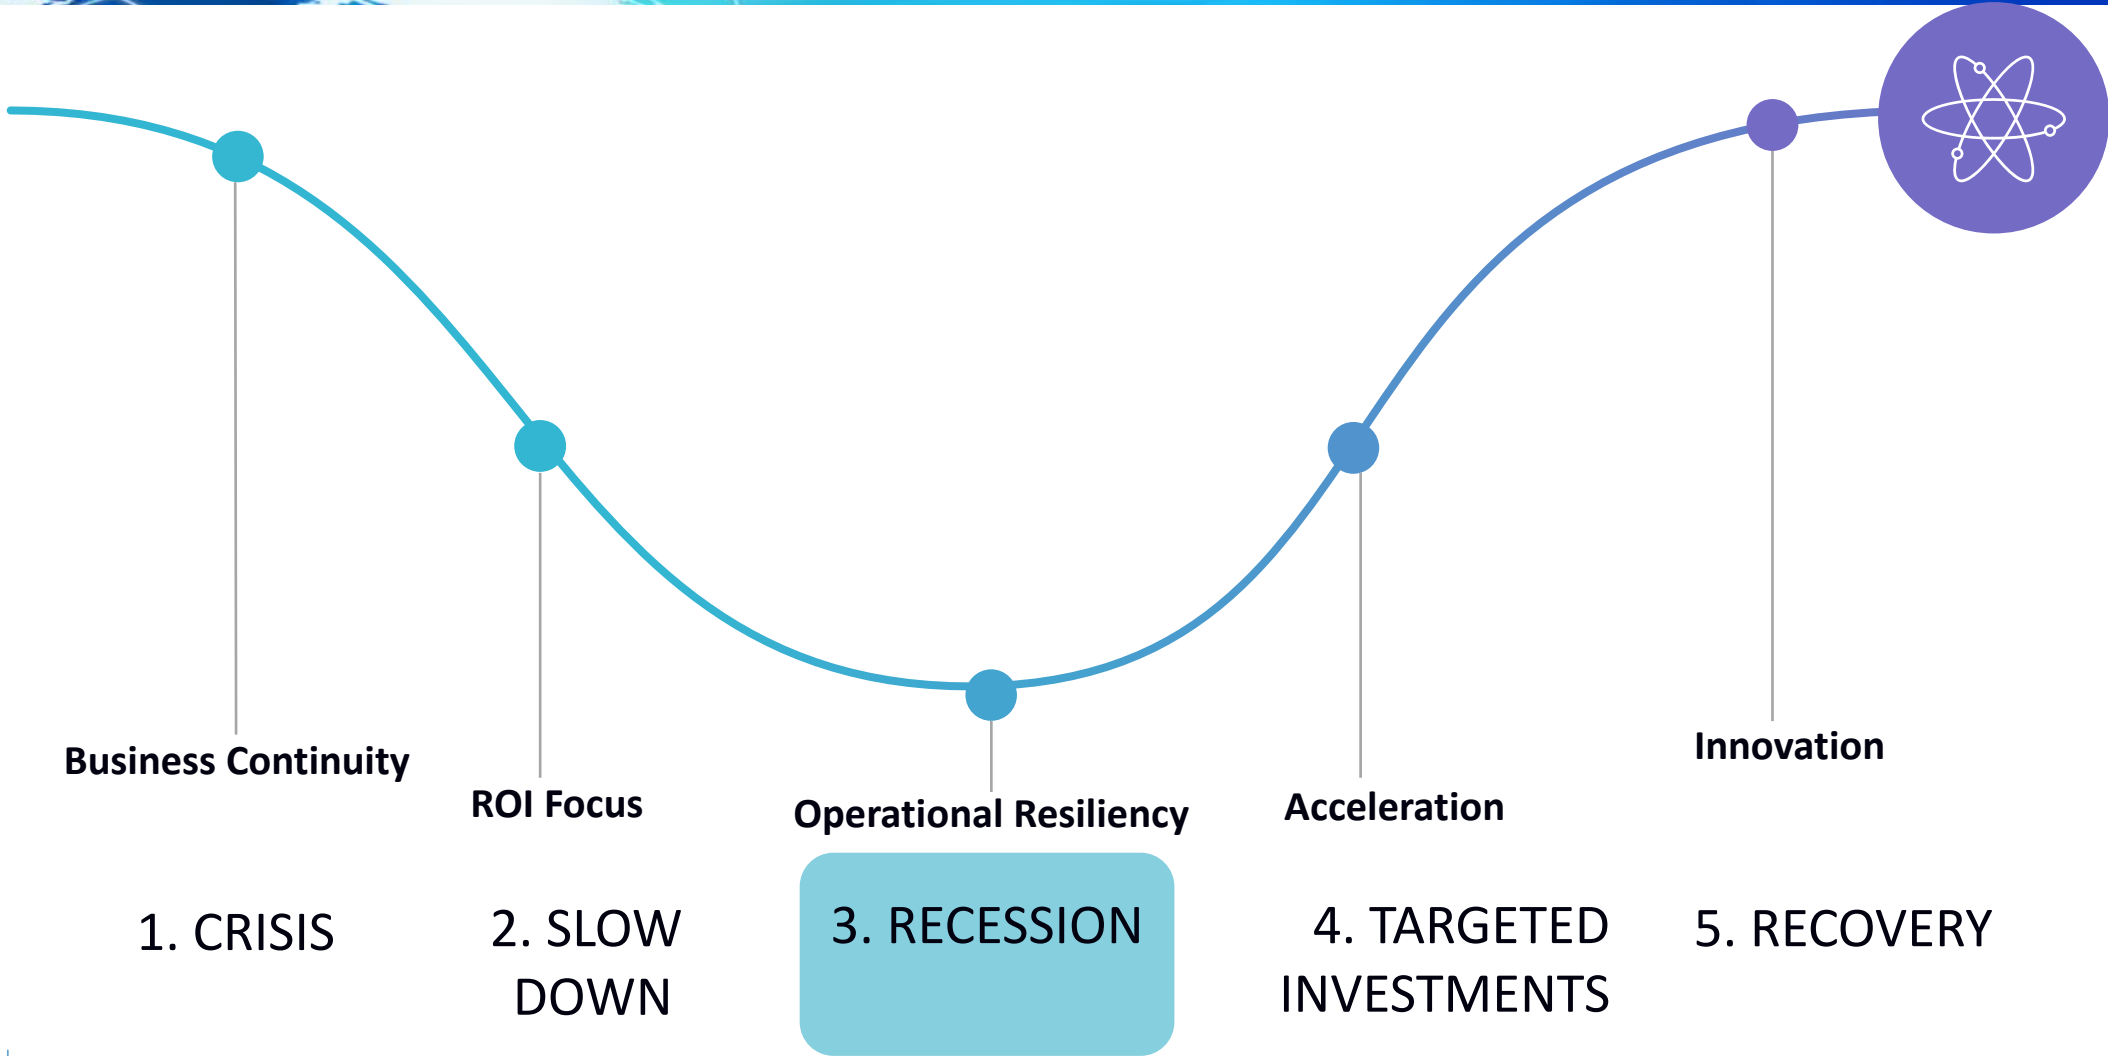 Business Continuity
ROI Focus
Operational Resiliency
Acceleration
Innovation
1. CRISIS
2. SLOW
DOWN
3. RECESSION
4. TARGETED
INVESTMENTS
5. RECOVERY